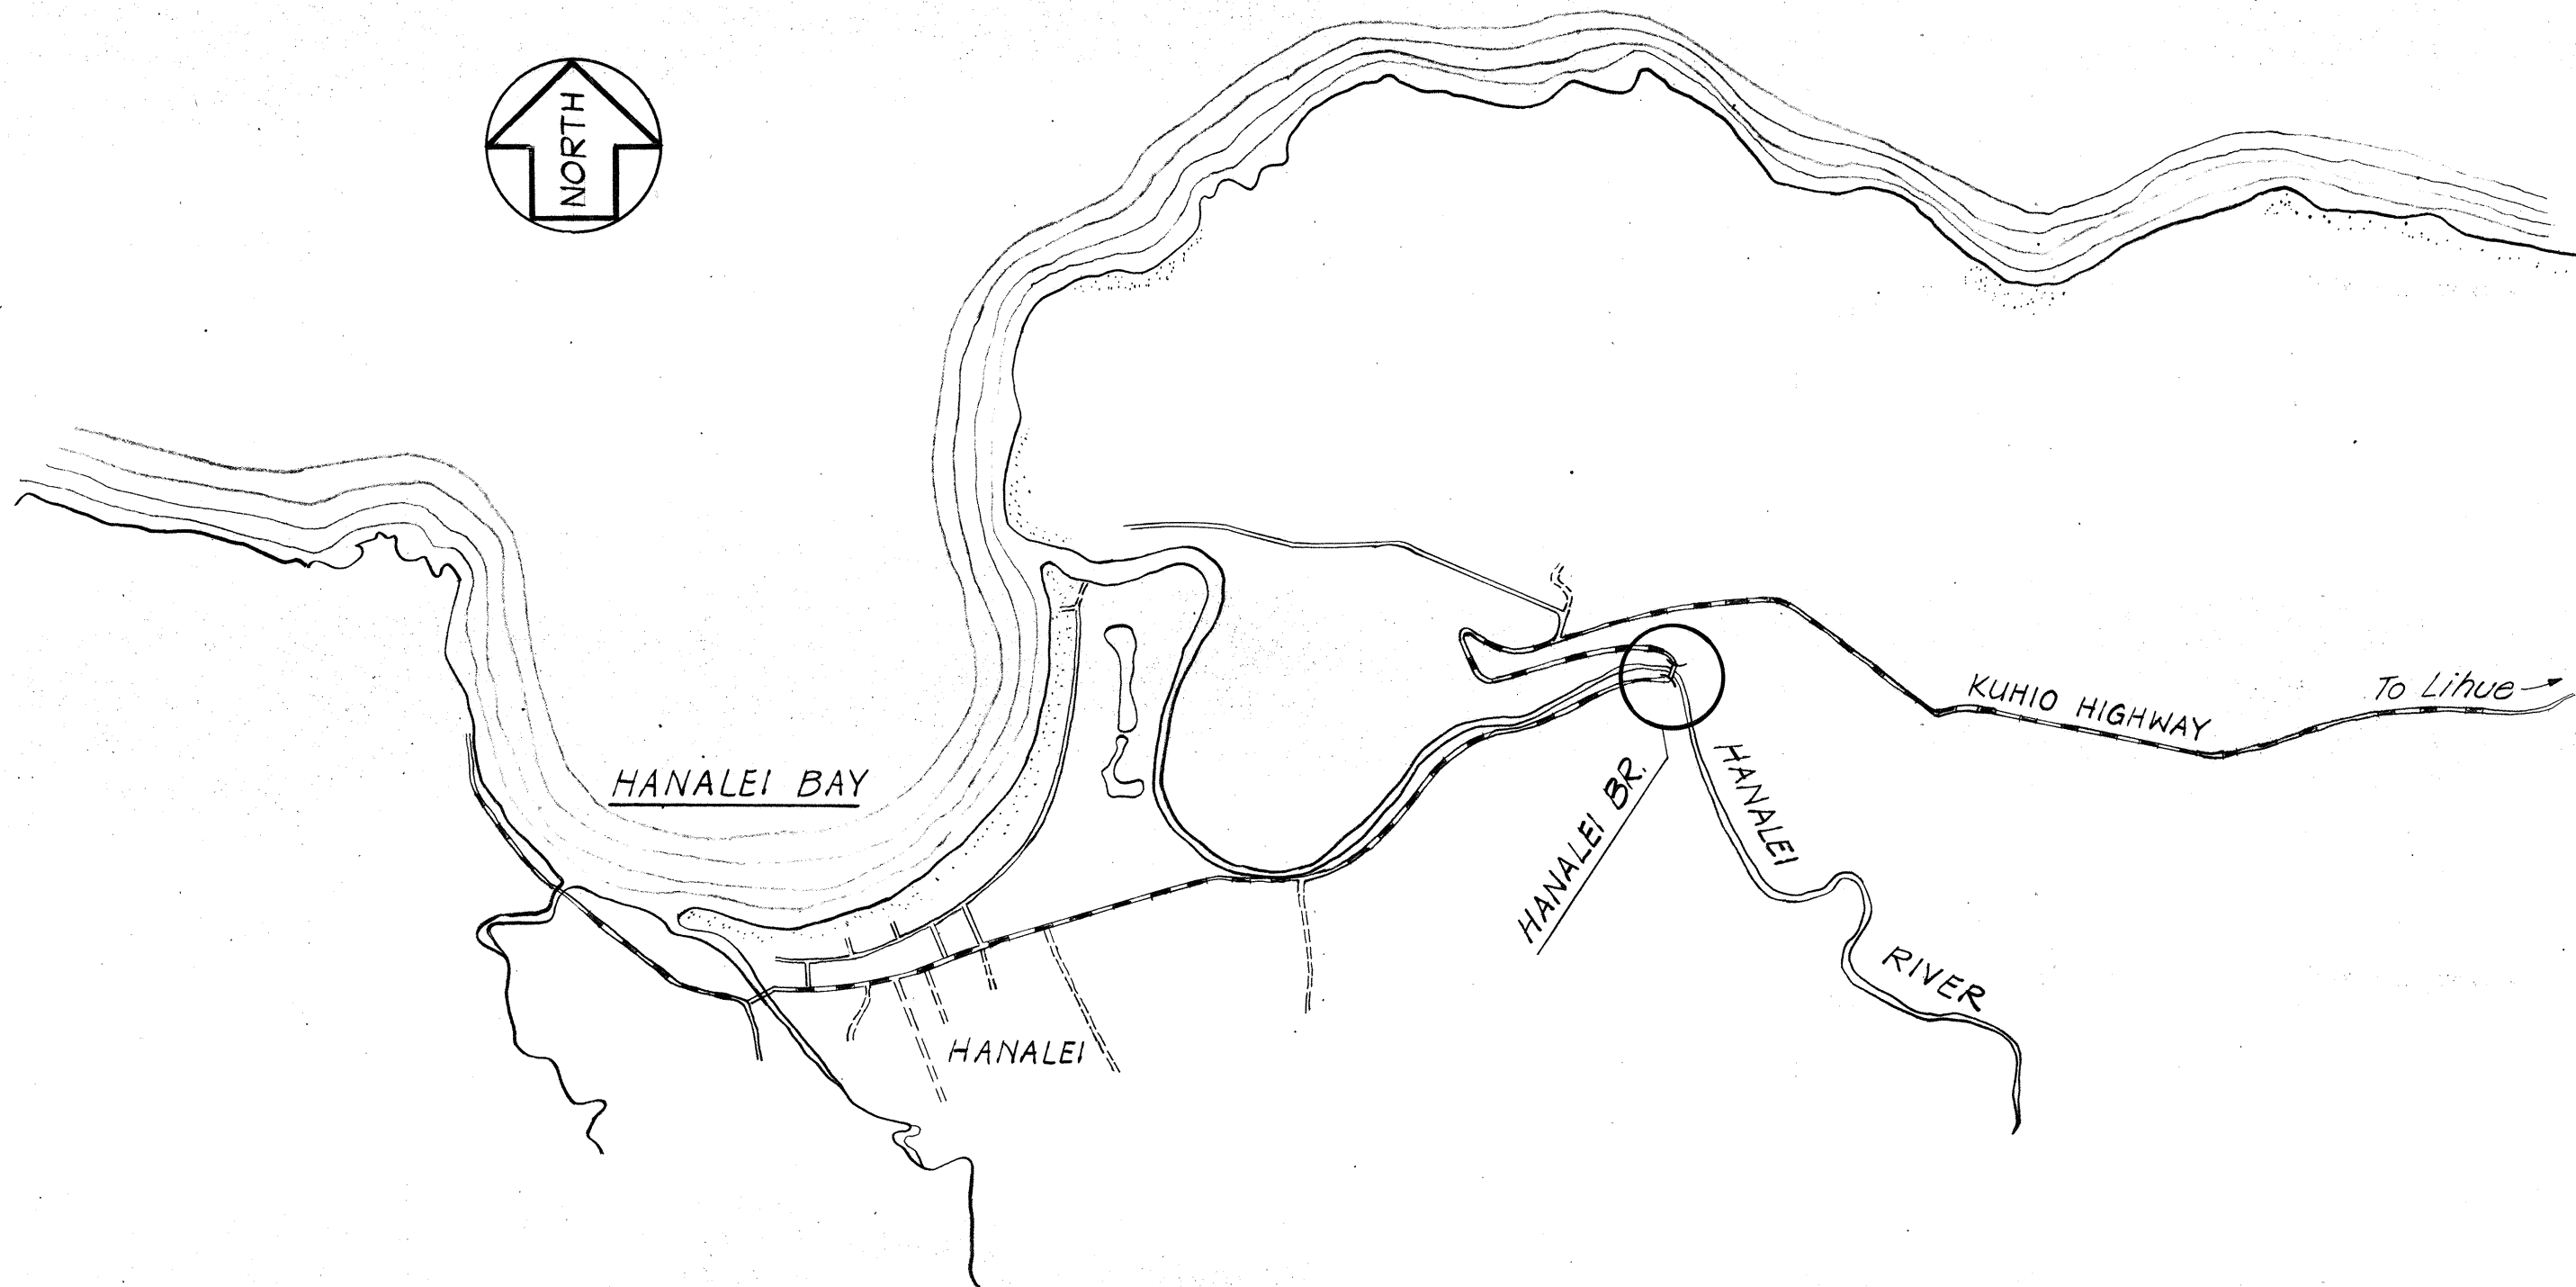 NORTH
KUHIO HIGHWAY
To Lihue
HANALEI BAY
HANALEI BR.
HANALEI
RIVER
HANALEI